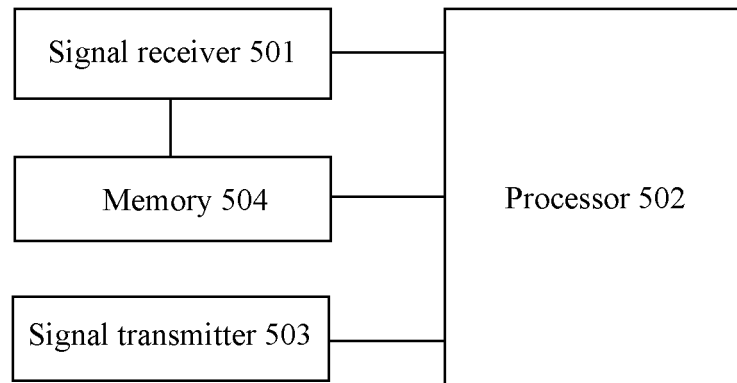 Signal receiver 501
Memory 504
Processor 502
Signal transmitter 503